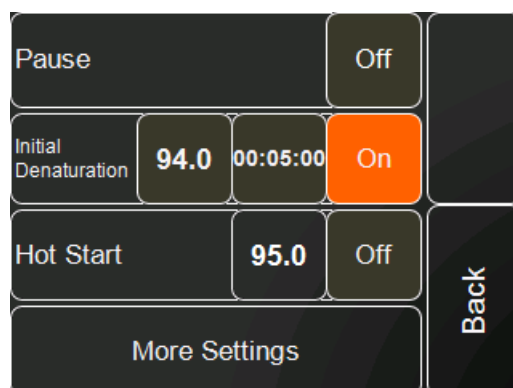 Pause
Off
Initial
Denaturation
94.0
00:05:00
On
Hot Start
95.0
Off
More Settings
Back